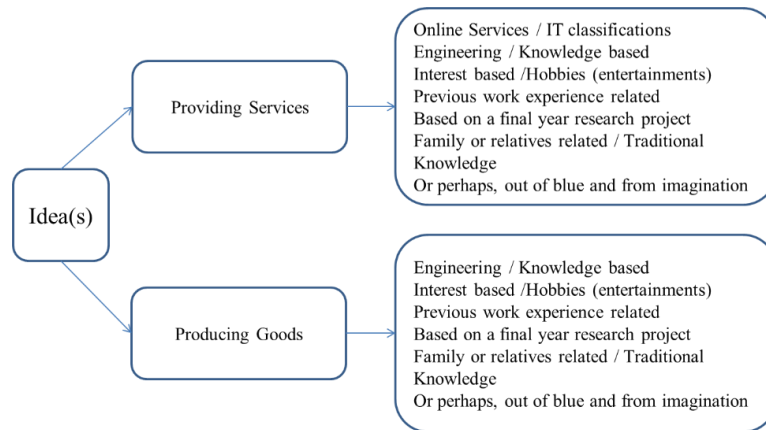 Idea(s)
Providing Services
Online Services / IT classifications
Engineering / Knowledge based
Interest based /Hobbies (entertainments)
Previous work experience related
Based on a final year research project
Family or relatives related / Traditional
Knowledge
Or perhaps, out of blue and from imagination
Producing Goods
Engineering / Knowledge based
Interest based /Hobbies (entertainments)
Previous work experience related
Based on a final year research project
Family or relatives related / Traditional
Knowledge
Or perhaps, out of blue and from imagination